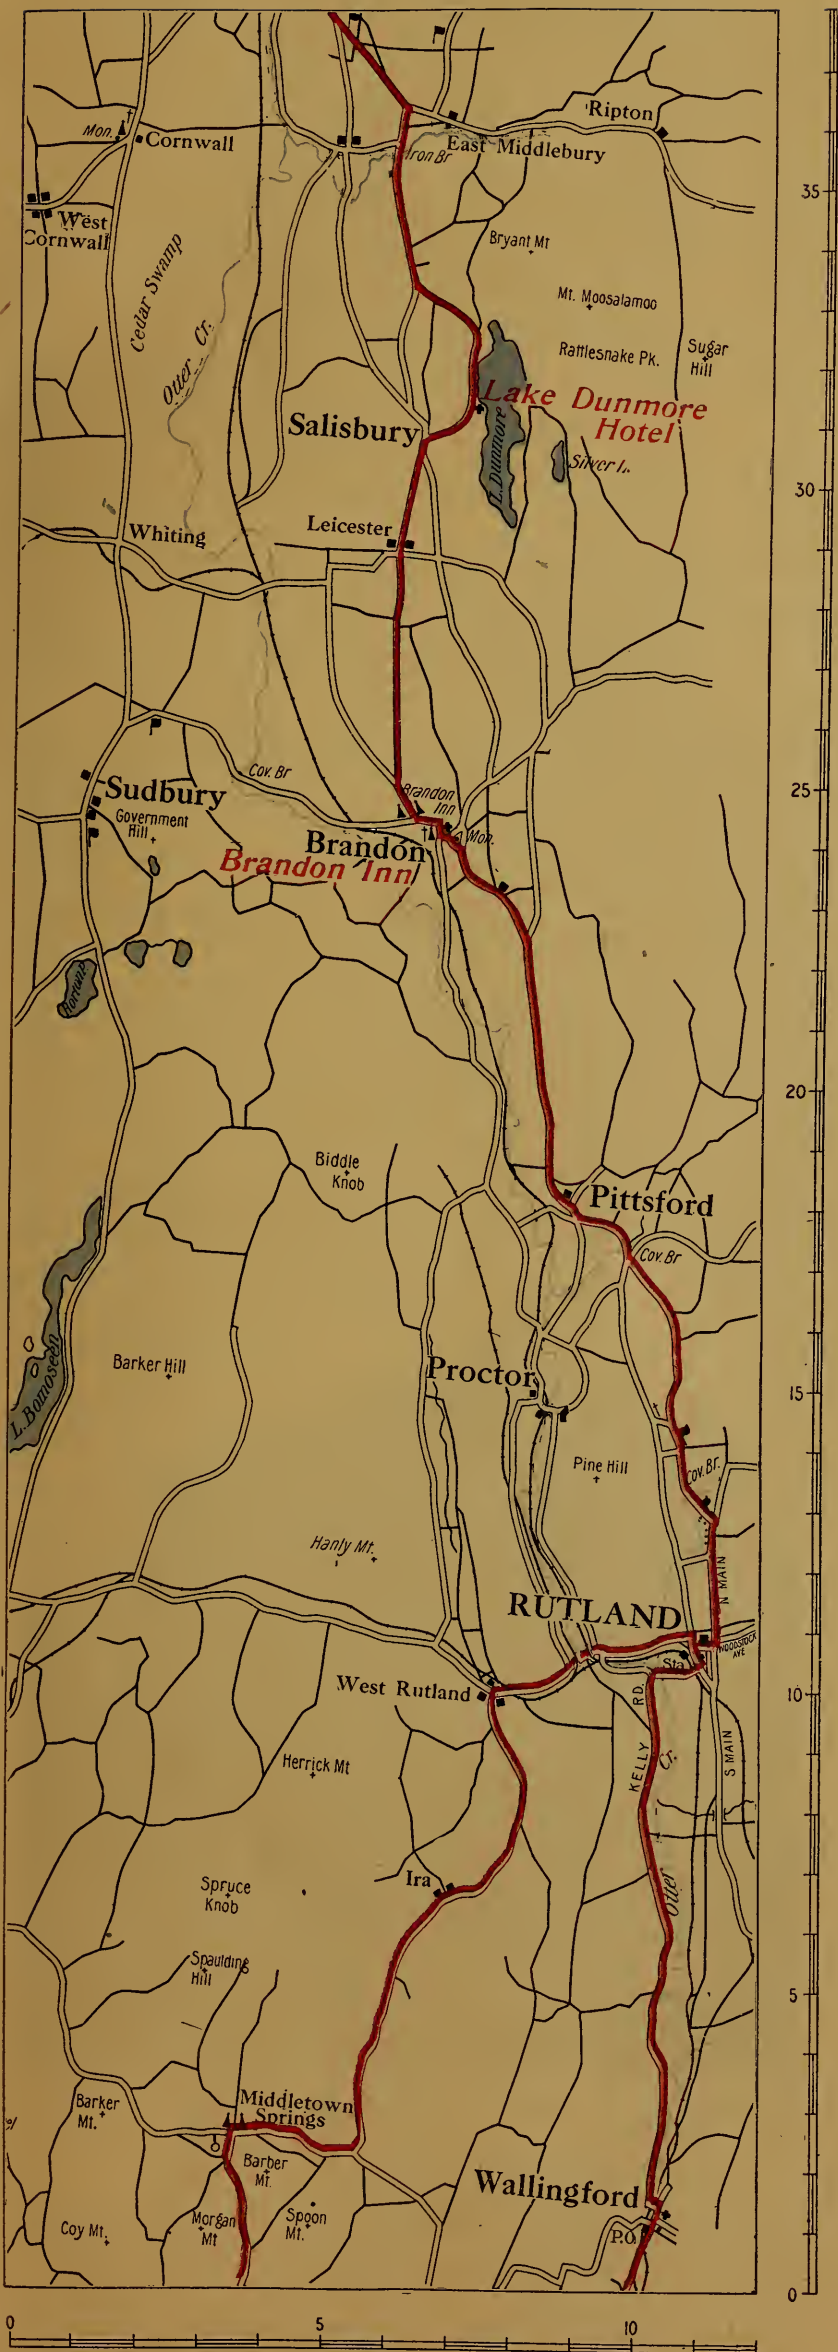 Mon.
Cornwall
West
Cornwall
Ripton
East Middlebury
Iron Br
Bryant Mt
Mt. Moosalamoo
Rattlesnake Pk.
Sugar
Hill
Cedar Swamp
Otter Cr.
35
Lake Dunmore
Hotel
Salisbury
L. Dunmore
Silver L.
30
Whiting
Leicester
Cov. Br
Brandon
Inn
25
Sudbury
Government
Hill
Brandon
Mon.
Brandon Inn
Hortuna
20
Biddle
Knob
Pittsford
Cov. Br
L. Bomoseen
Barker Hill
Proctor
15
Pine Hill
Cov. Br.
Hanly Mt.
N MAIN
RUTLAND
WOODSTOCK
AVE
Sta.
West Rutland
10
KELLY RD.
Cr.
S MAIN
Herrick Mt
Ira
Spruce
Knob
Otter
Spaulding
Hill
5
Middletown
Springs
Barker
Mt.
Barber
Mt.
Wallingford
Morgan
Mt
Spoon
Mt.
Coy Mt.
P.O.
0
0
5
10